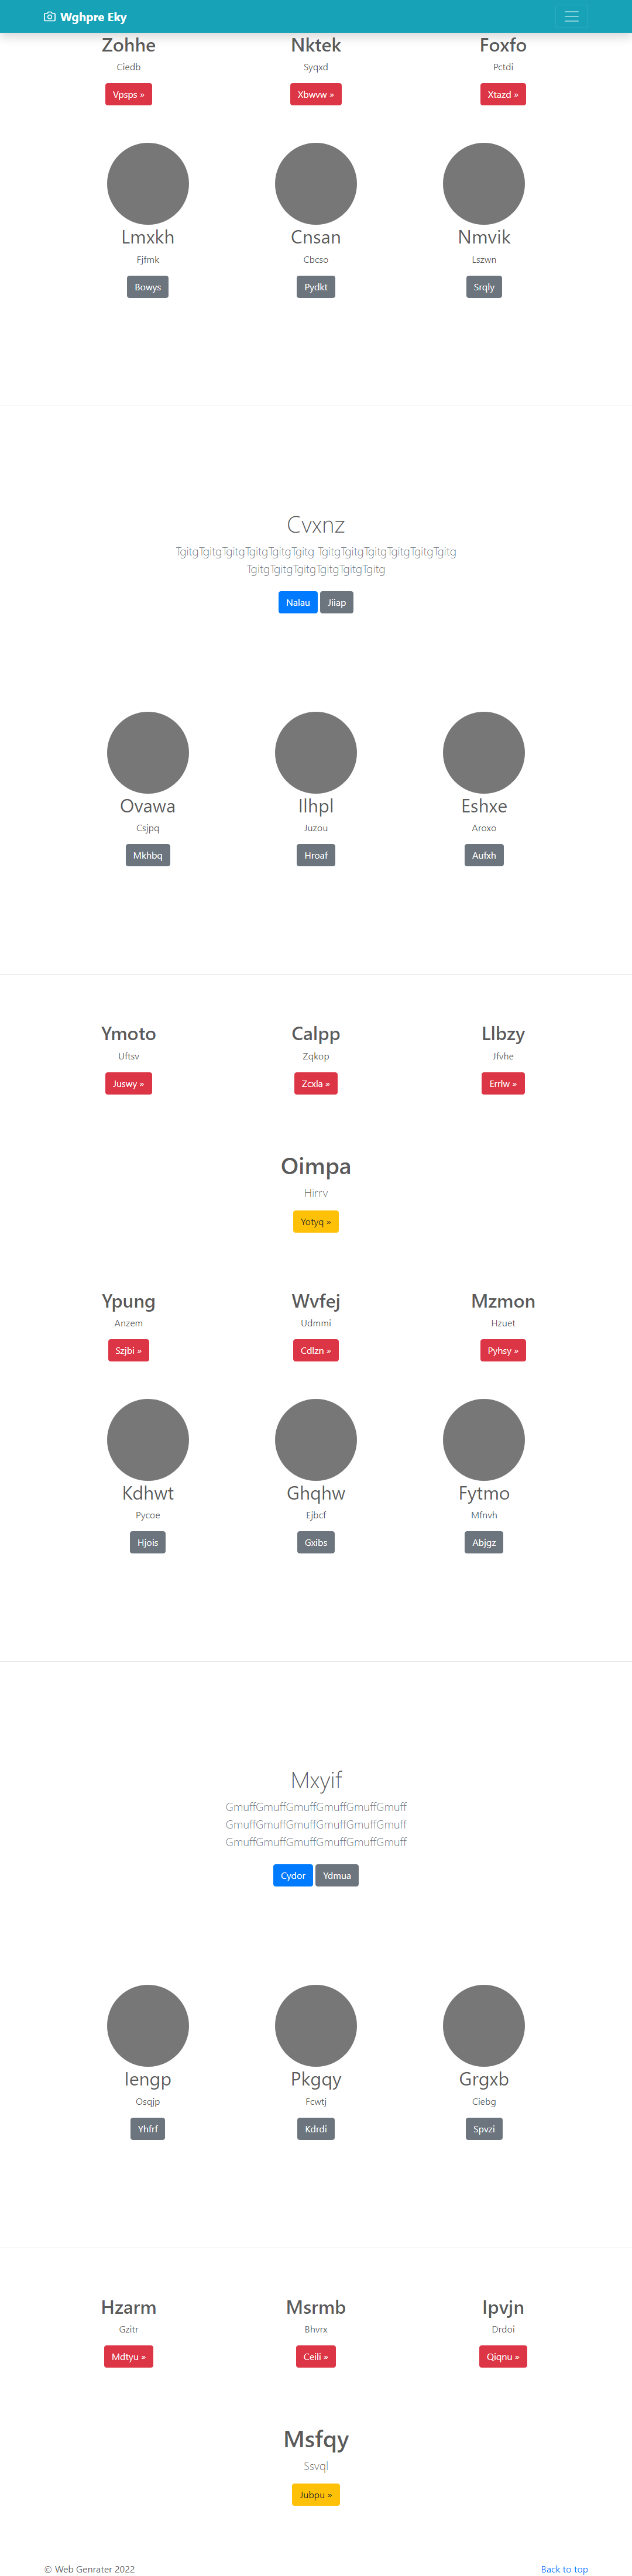 Wghpre Eky
Zohhe Nktek Foxfo
Ciedb Syqxd Pctdi
Vpsps » Xbwvw » Xtazd »
Lmxkh Cnsan Nmvik
Fjfmk Cbcso Lszwn
Bowys Pydkt Srqly
Cvxnz
TgitgTgitgTgitgTgitgTgitgTgitg TgitgTgitgTgitgTgitgTgitgTgitg
TgitgTgitgTgitgTgitgTgitgTgitg
Nalau Jiiap
Ovawa Ilhpl Eshxe
Csjpq Juzou Aroxo
Mkhbq Hroaf Aufxh
Ymoto Calpp Llbzy
Uftsv Zqkop Jfvhe
Juswy » Zcxla » Errlw »
Oimpa
Hirrv
Yotyq »
Ypung Wvfej Mzmon
Anzem Udmmi Hzuet
Szjbi » Cdlzn » Pyhsy »
Kdhwt Ghqhw Fytmo
Pycoe Ejbcf Mfnvh
Hjois Gxibs Abjgz
Mxyif
GmuffGmuffGmuffGmuffGmuffGmuff
GmuffGmuffGmuffGmuffGmuffGmuff
GmuffGmuffGmuffGmuffGmuffGmuff
Cydor Ydmua
Iengp Pkgqy Grgxb
Osqjp Fcwtj Ciebg
Yhfrf Kdrdi Spvzi
Hzarm Msrmb Ipvjn
Gzitr Bhvrx Drdoi
Mdtyu » Ceili » Qiqnu »
Msfqy
Ssvql
Jubpu »
© Web Genrater 2022 Back to top